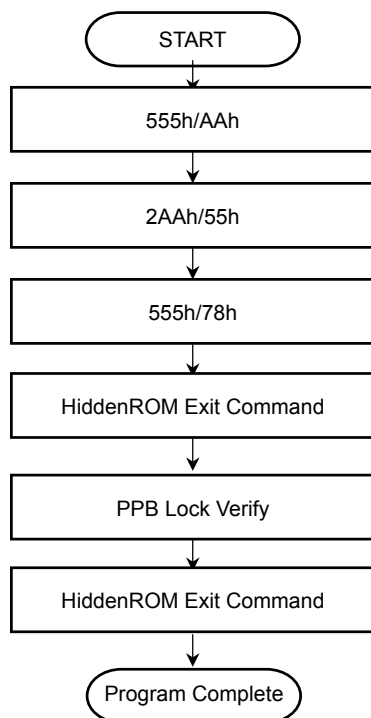 START
555h/AAh
2AAh/55h
555h/78h
HiddenROM Exit Command
PPB Lock Verify
HiddenROM Exit Command
Program Complete